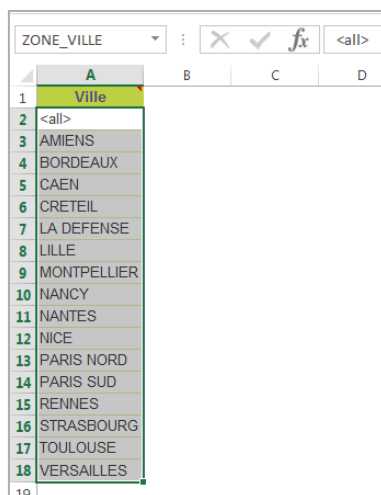 ZONE_VILLE fx <all>
A B C D
1 Ville
2 <all>
3 AMIENS
4 BORDEAUX
5 CAEN
6 CRETEIL
7 LA DEFENSE
8 LILLE
9 MONTPELLIER
10 NANCY
11 NANTES
12 NICE
13 PARIS NORD
14 PARIS SUD
15 RENNES
16 STRASBOURG
17 TOULOUSE
18 VERSAILLES
19